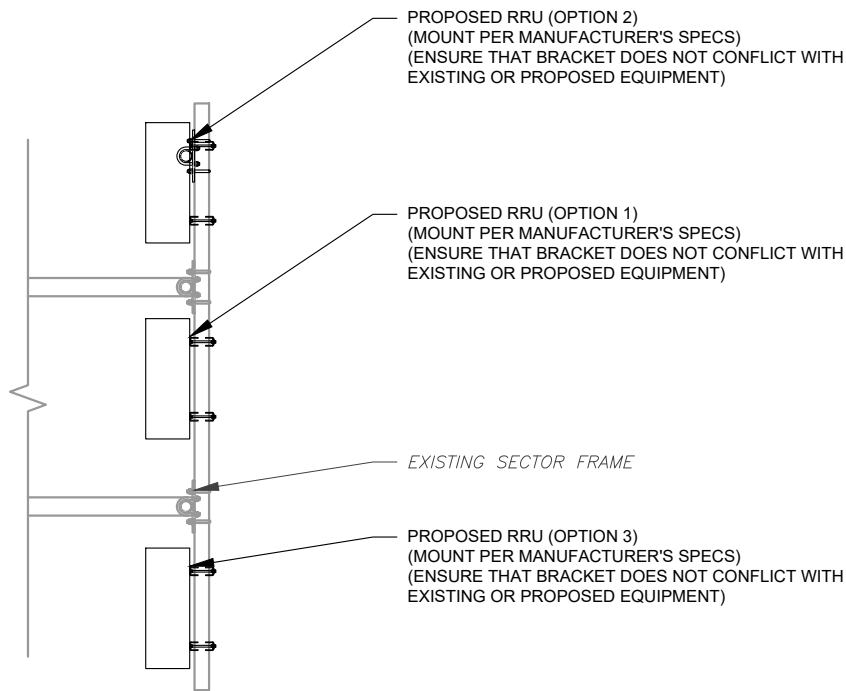 PROPOSED RRU (OPTION 2)
(MOUNT PER MANUFACTURER'S SPECS)
(ENSURE THAT BRACKET DOES NOT CONFLICT WITH
EXISTING OR PROPOSED EQUIPMENT)
PROPOSED RRU (OPTION 1)
(MOUNT PER MANUFACTURER'S SPECS)
(ENSURE THAT BRACKET DOES NOT CONFLICT WITH
EXISTING OR PROPOSED EQUIPMENT)
EXISTING SECTOR FRAME
PROPOSED RRU (OPTION 3)
(MOUNT PER MANUFACTURER'S SPECS)
(ENSURE THAT BRACKET DOES NOT CONFLICT WITH
EXISTING OR PROPOSED EQUIPMENT)